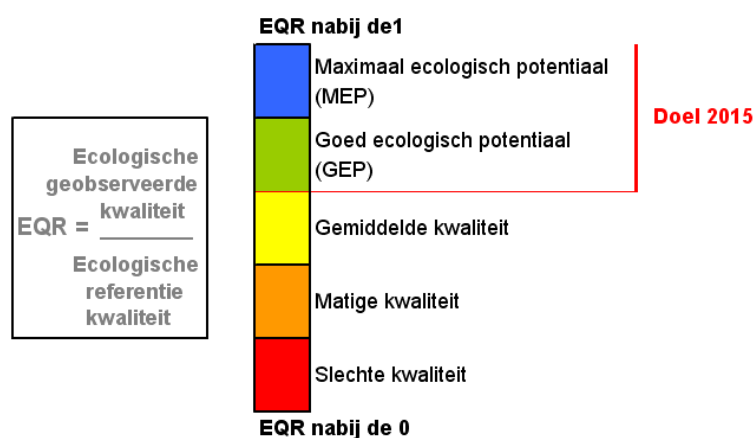 EQR nabij de1
Maximaal ecologisch potentiaal
(MEP)
Doel 2015
Goed ecologisch potentiaal
(GEP)
Ecologische
geobserveerde
kwaliteit
EQR =
Ecologische
referentie
kwaliteit
Gemiddelde kwaliteit
Matige kwaliteit
Slechte kwaliteit
EQR nabij de 0